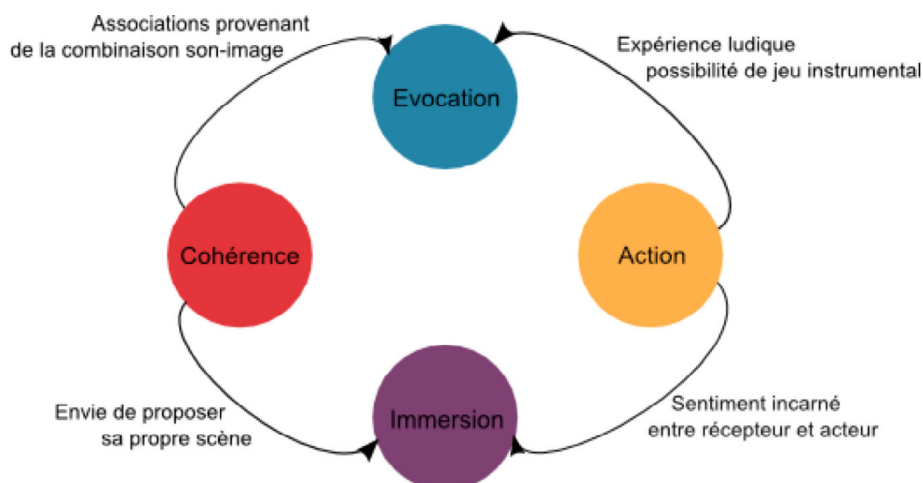 Associations provenant
de la combinaison son-image
Expérience ludique
possibilité de jeu instrumental
Evocation
Cohérence
Action
Envie de proposer
sa propre scène
Immersion
Sentiment incarné
entre récepteur et acteur